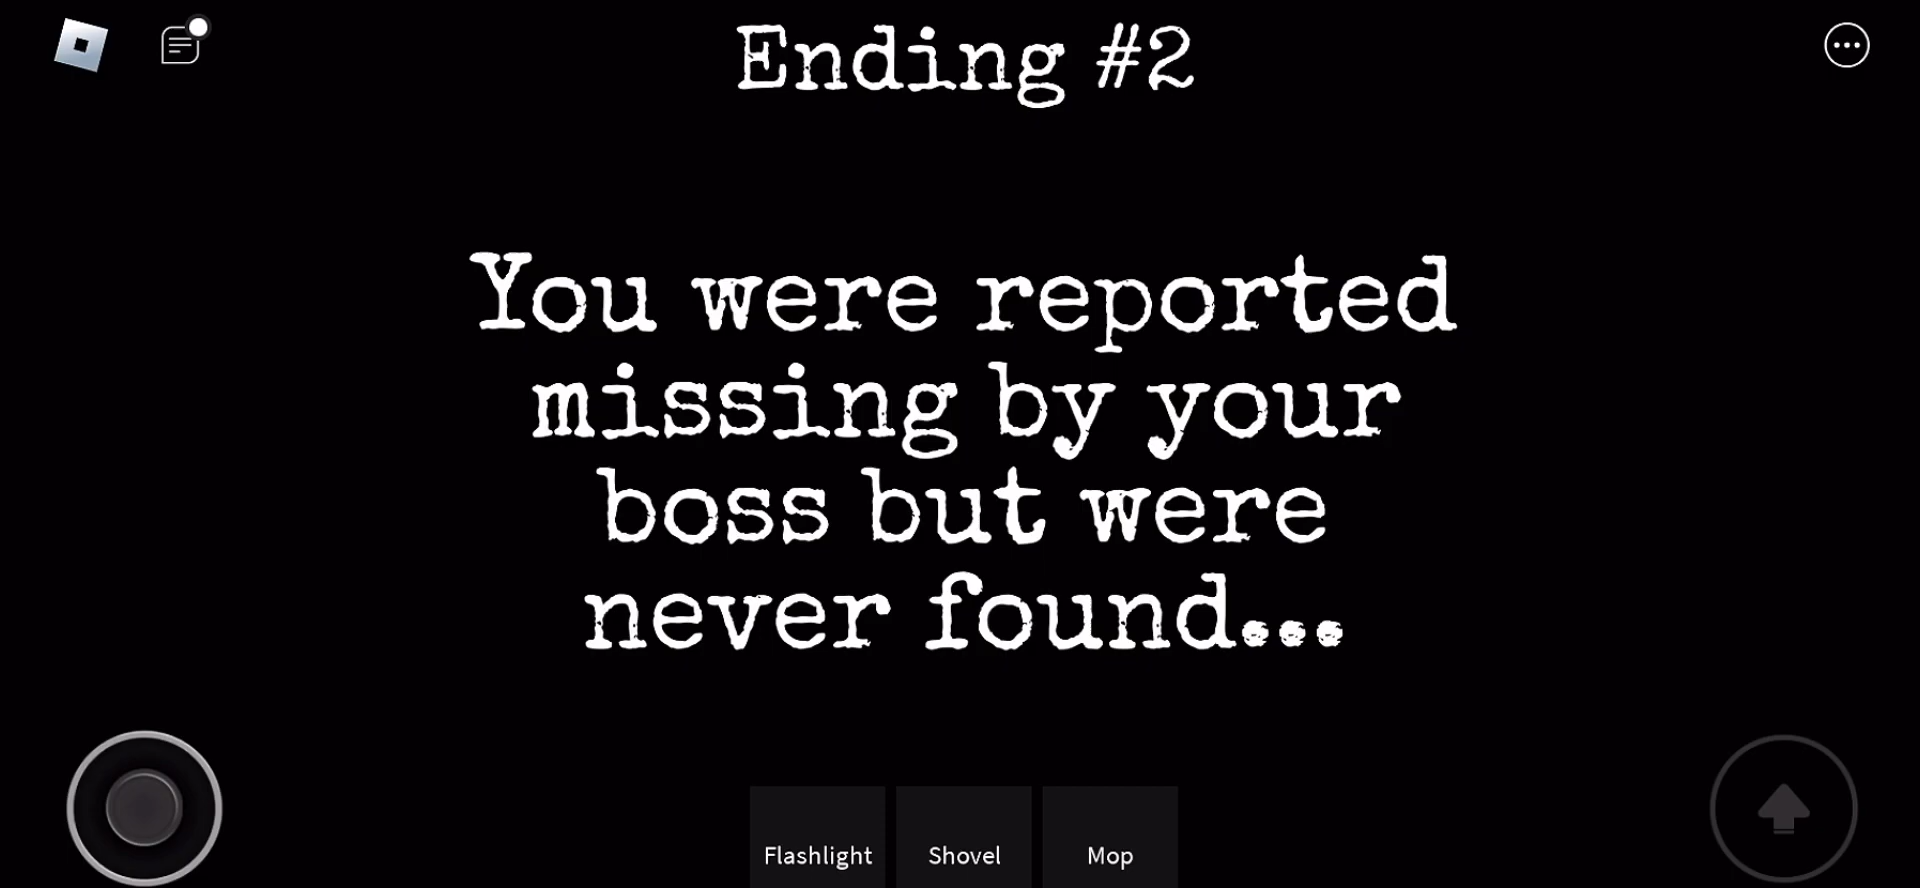 Ending #2
You were reported
missing by your
boss but were
never found...
Flashlight Shovel Mop